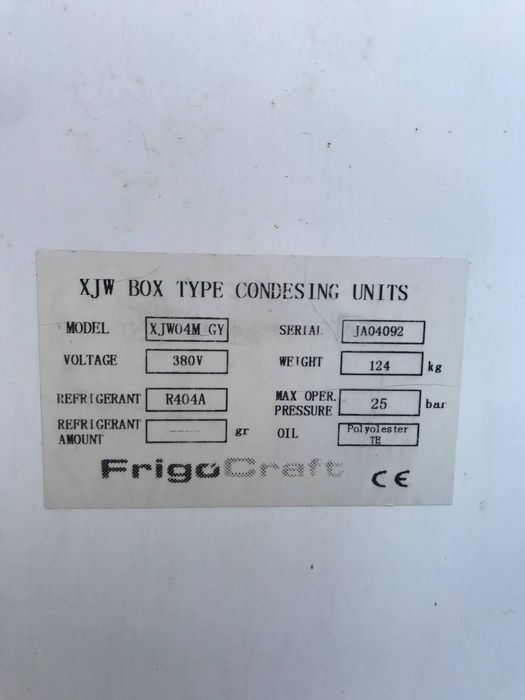 XJW BOX TYPE CONDESING UNITS
MODEL XJW04M GY SERIAL JA04092
VOLTAGE 380V WEIGHT 124 kg
REFRIGERANT R404A MAX OPER. PRESSURE 25 bar
REFRIGERANT AMOUNT ---- gr OIL Polyolester TE
FrigoCraft CE